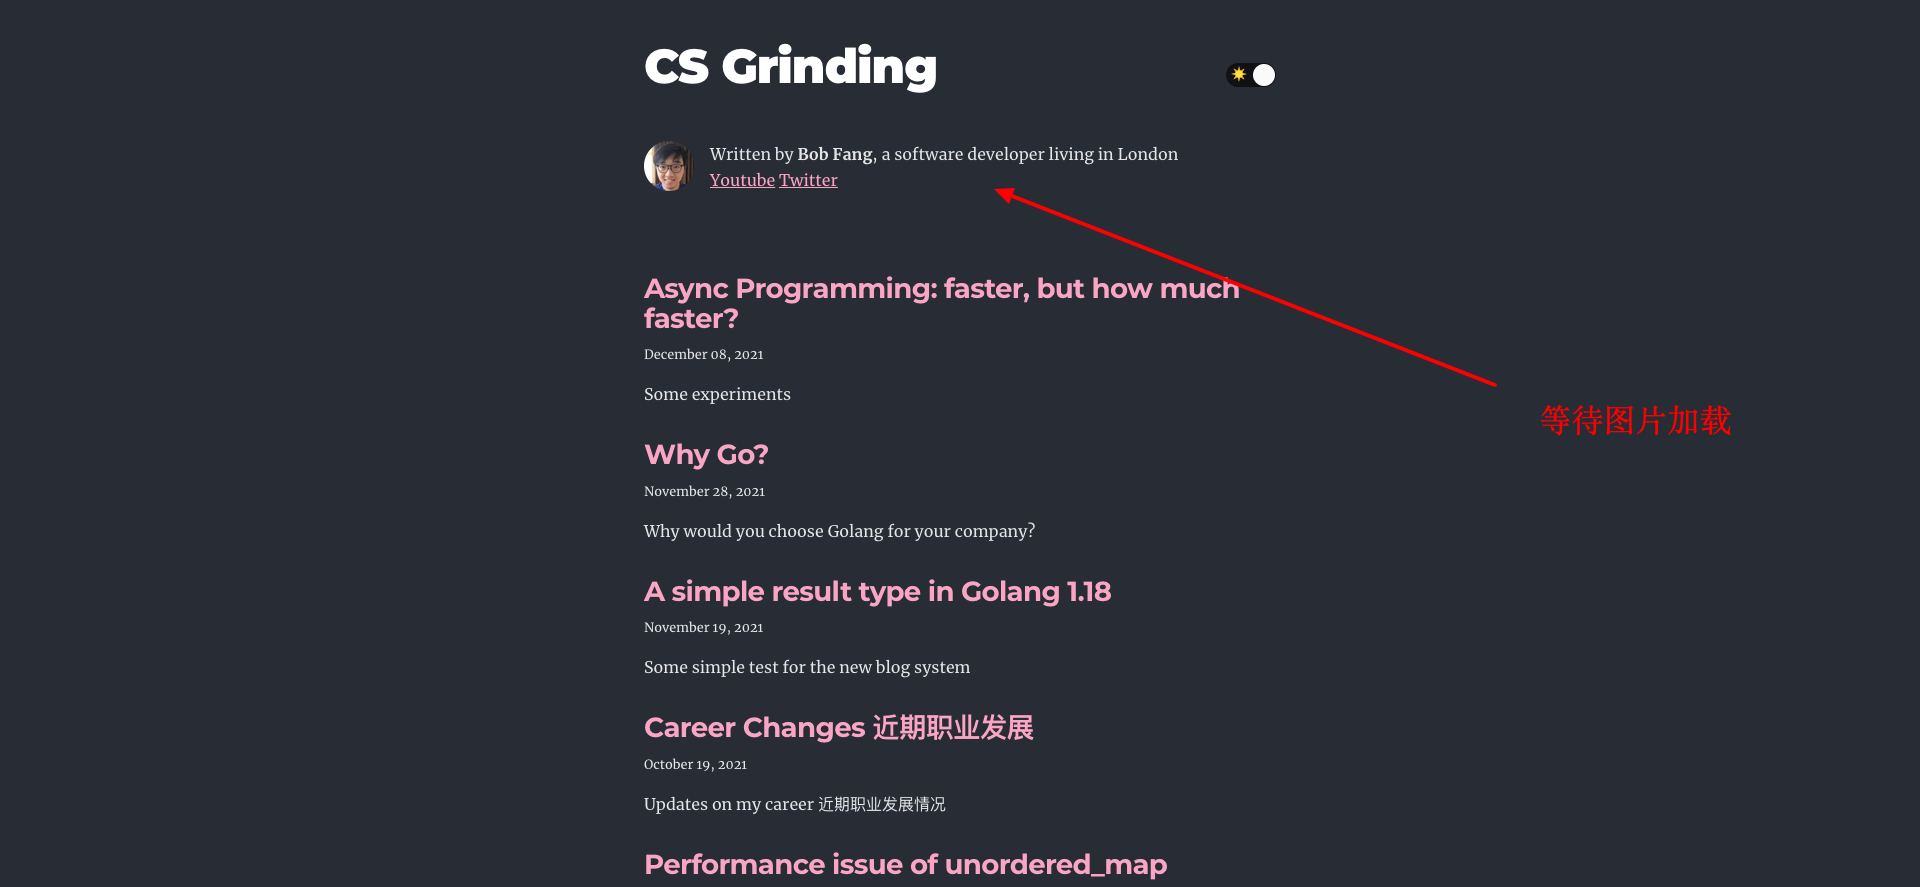 CS Grinding
Written by Bob Fang, a software developer living in London
Youtube Twitter
Async Programming: faster, but how much
faster?
December 08, 2021
Some experiments
等待图片加载
Why Go?
November 28, 2021
Why would you choose Golang for your company?
A simple result type in Golang 1.18
November 19, 2021
Some simple test for the new blog system
Career Changes 近期职业发展
October 19, 2021
Updates on my career 近期职业发展情况
Performance issue of unordered_map